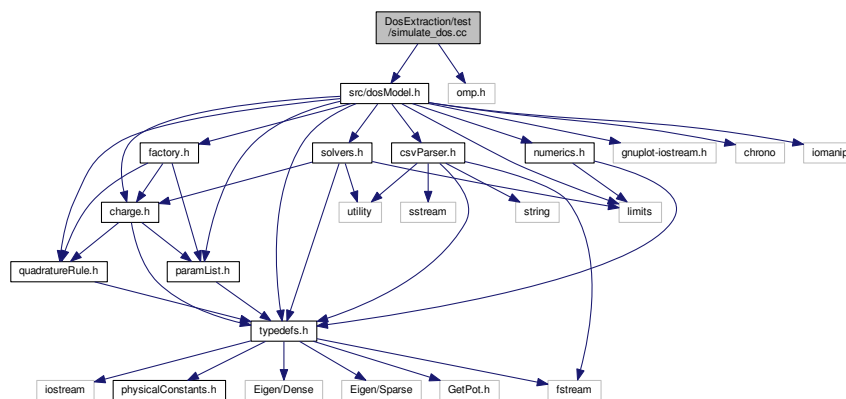 DosExtraction/test
/simulate_dos.cc
src/dosModel.h
omp.h
factory.h
solvers.h
csvParser.h
numerics.h
gnuplot-iostream.h
chrono
iomanip
charge.h
utility
sstream
string
limits
quadratureRule.h
paramList.h
typedefs.h
iostream
physicalConstants.h
Eigen/Dense
Eigen/Sparse
GetPot.h
fstream